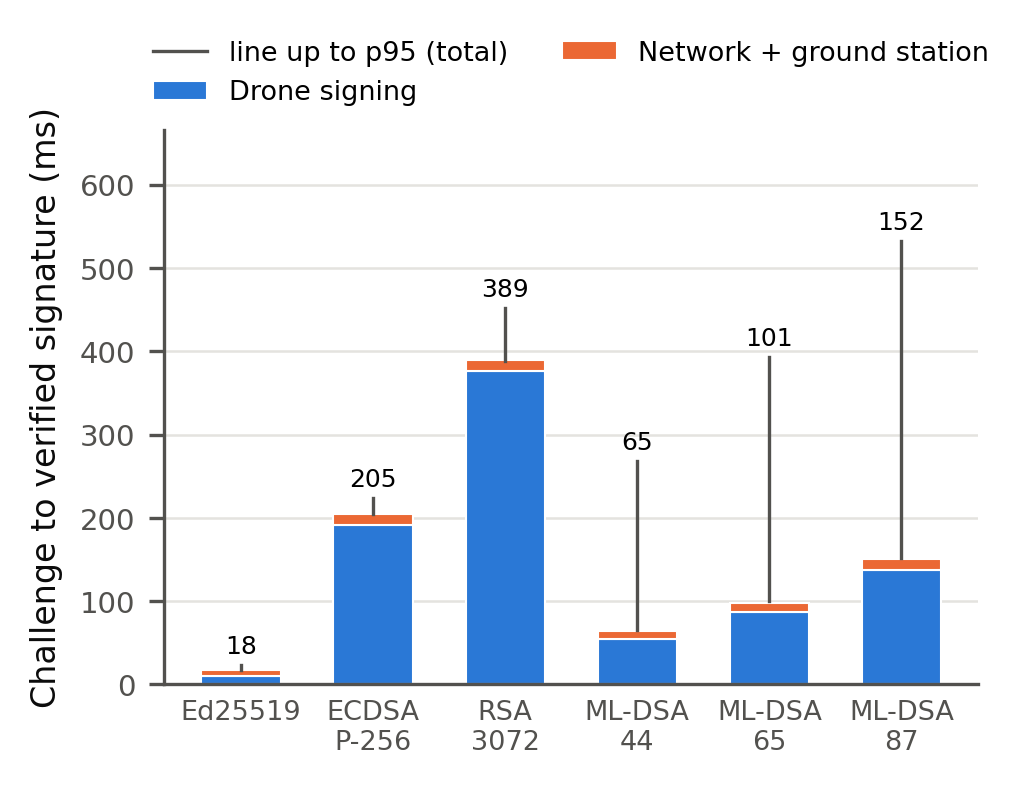 line up to p95 (total)
Network + ground station
Drone signing
Challenge to verified signature (ms)
600
500
400
300
200
100
0
18
205
389
65
101
152
Ed25519
ECDSA
P-256
RSA
3072
ML-DSA
44
ML-DSA
65
ML-DSA
87